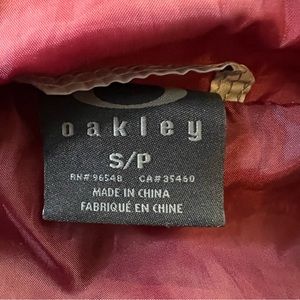 oakley
S/P
RN# 96548 CA# 35460
MADE IN CHINA
FABRIQUÉ EN CHINE